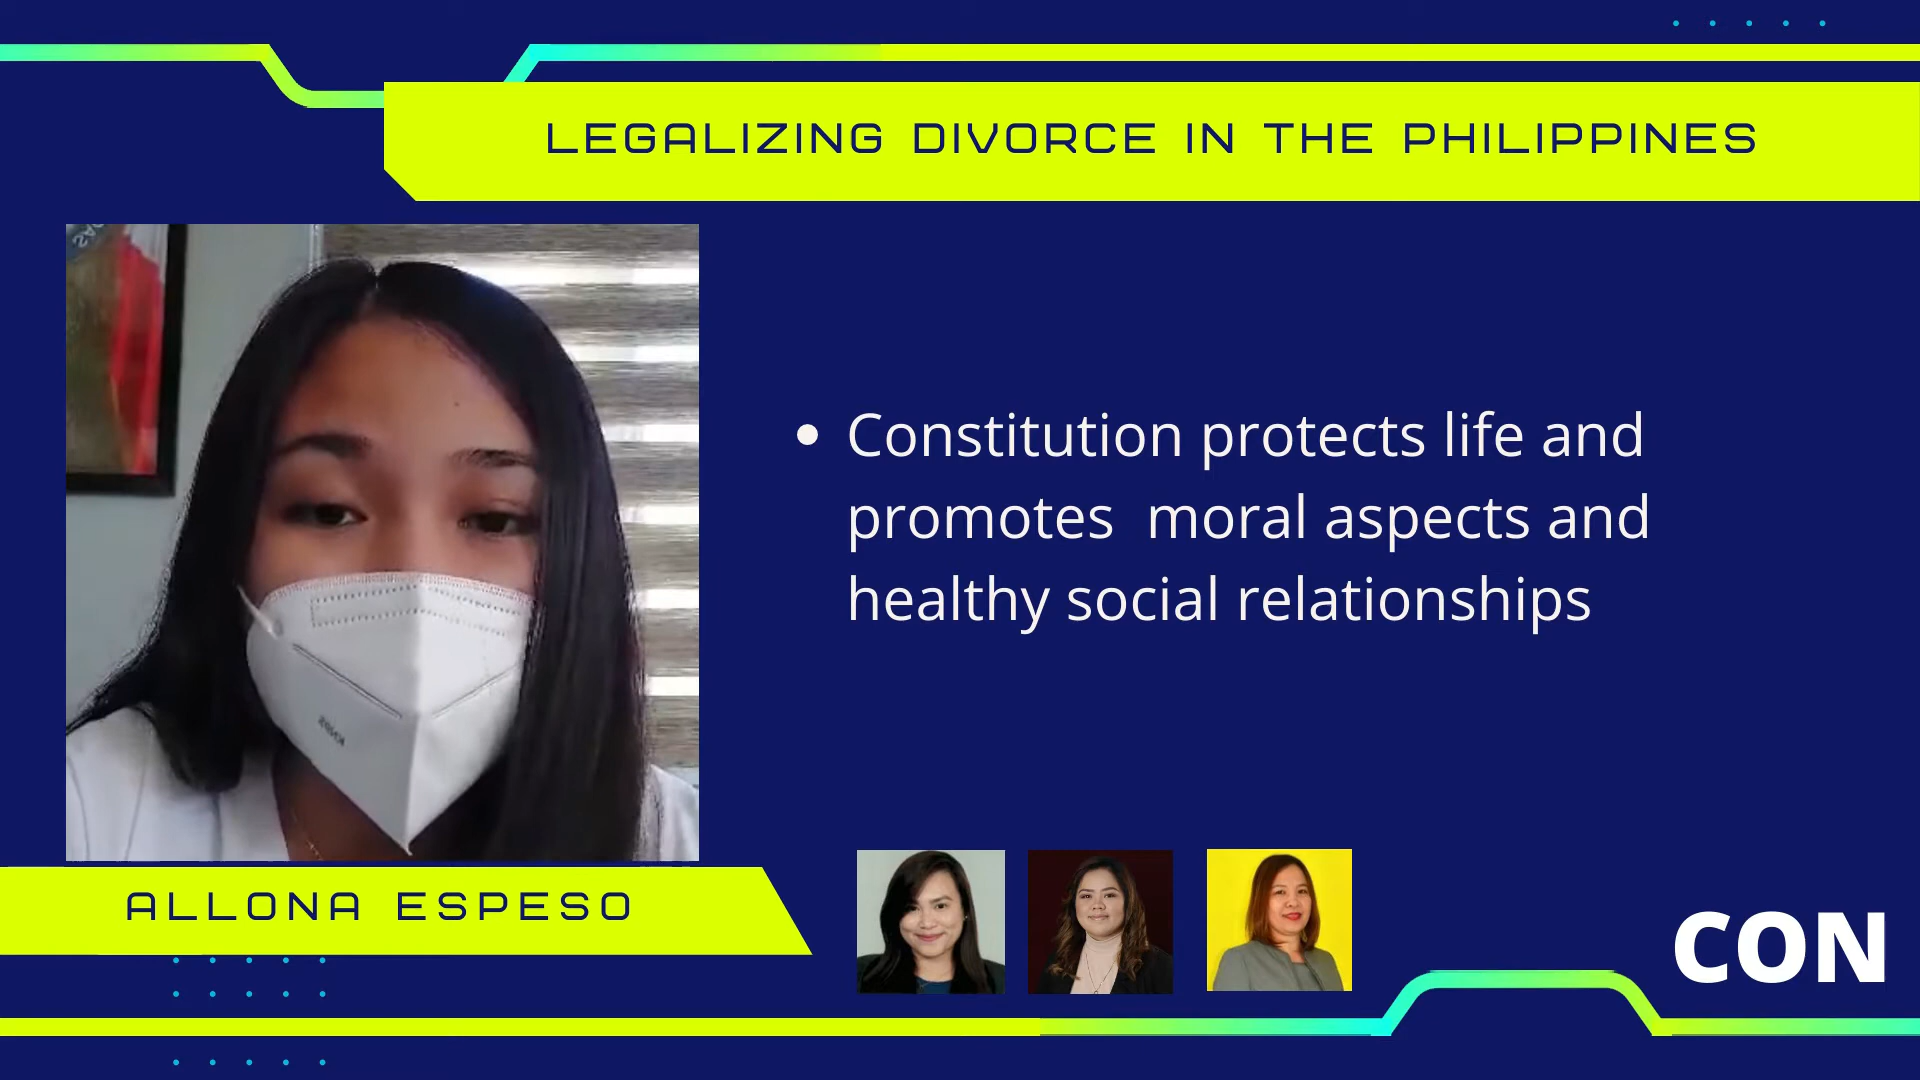 LEGALIZING DIVORCE IN THE PHILIPPINES
• Constitution protects life and
promotes moral aspects and
healthy social relationships
KN95
ALLONA ESPESO
CON